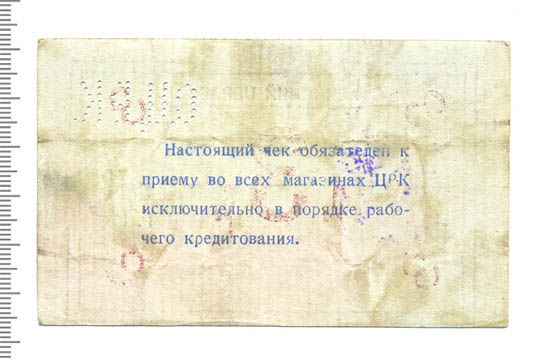 Настоящий чек обязателен к
приему во всех магазинах ЦРК
исключительно в порядке рабо-
чего кредитования.